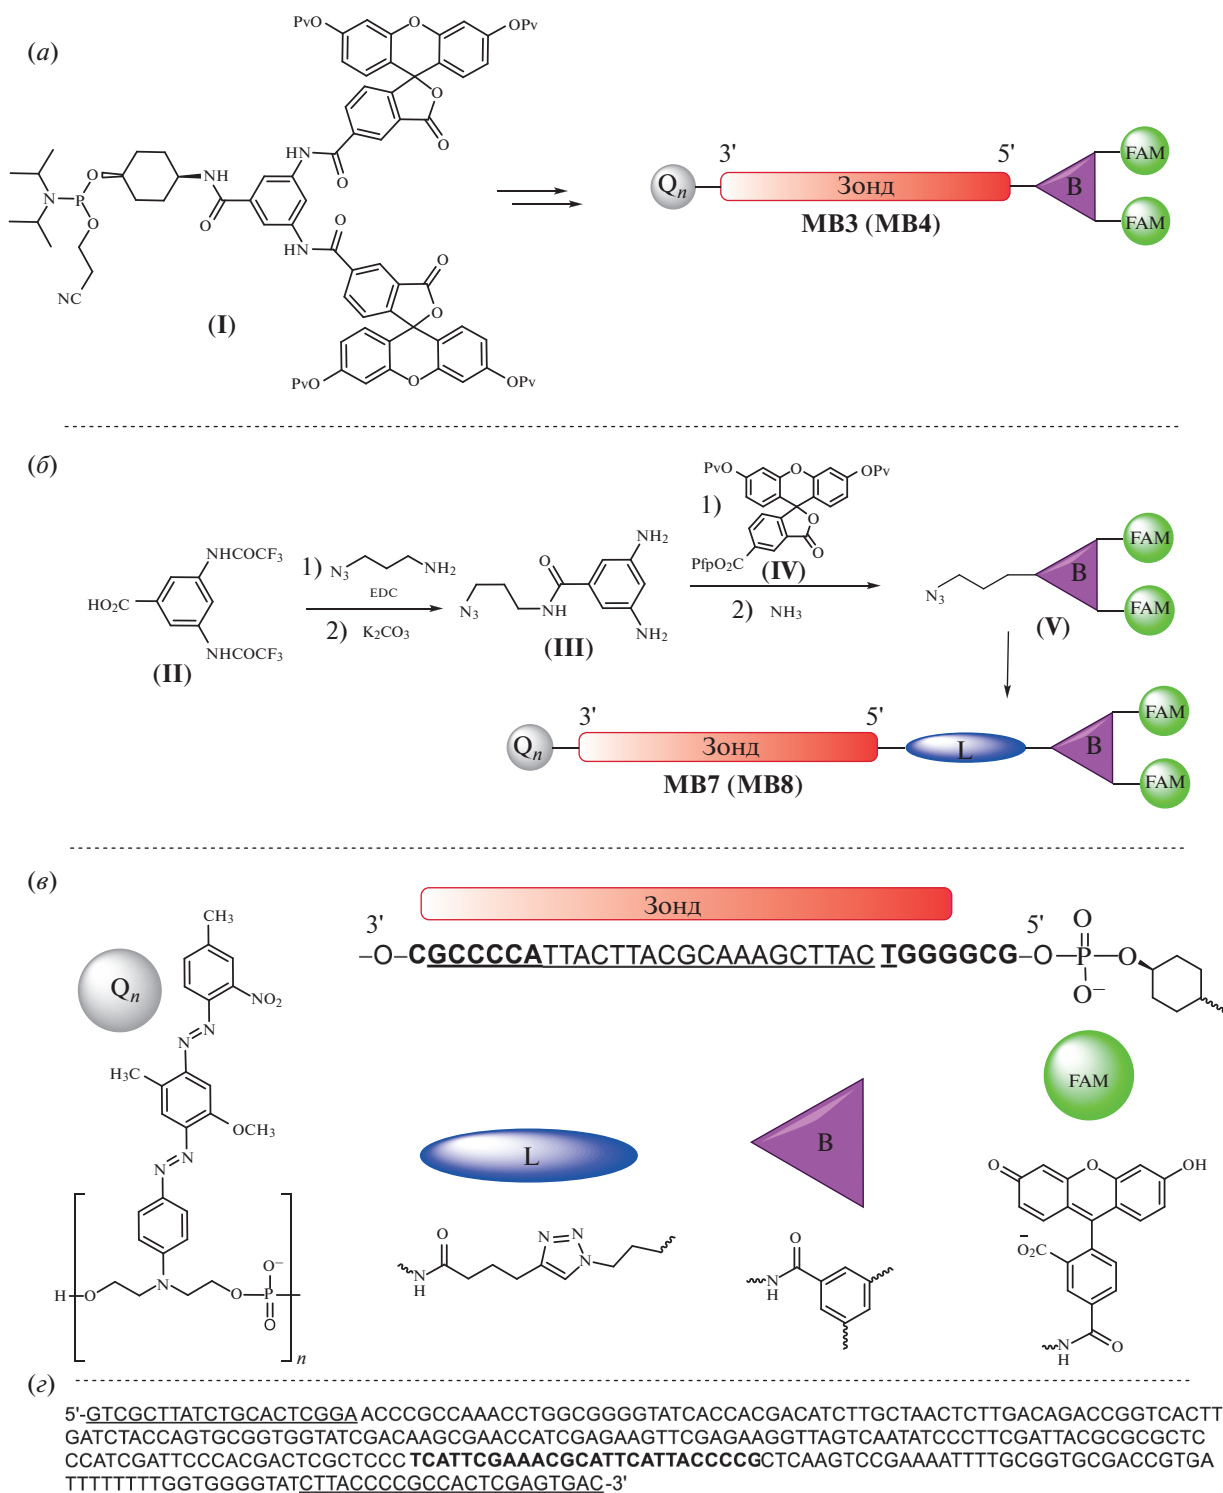 (а)
PvO O OPv
O
O
HN O
O NH O
N P O
O
O
NH O
O
NC
O
O
(I)
PvO O OPv
3' 5'
Qn Зонд B FAM
FAM
MB3 (MB4)
(б)
PvO O OPv
1)
O
O
PfpO2C
(IV)
2) NH3
NHCOCF3
HO2C
NHCOCF3
(II)
1) N3 NH2
EDC
2) K2CO3
NH2
O
N3 N
H
NH2
(III)
N3 B FAM
FAM
(V)
3' 5'
Qn Зонд L B FAM
FAM
MB7 (MB8)
(в)
Зонд
3' 5'
–O–CGCCCCATTACTTACGCAAAGCTTAC TGGGGCG–O–P–O
O
O–
Qn
CH3
NO2
N
N
H3C
OCH3
N
N
H O N O P
O–
O
n
L
O
N
H
N N
N
B
O
N
H
FAM
O O OH
–O2C
N
H
O
(г)
5'-GTCGCTTATCTGCACTCGGA ACCCGCCAAACCTGGCGGGGTATCACCACGACATCTTGCTAACTCTTGACAGACCGGTCACTT
GATCTACCAGTGCGGTGGTATCGACAAGCGAACCATCGAGAAGTTCGAGAAGGTTAGTCAATATCCCTTCGATTACGCGCGCTC
CCATCGATTCCCACGACTCGCTCCC TCATTCGAAACGCATTCATTACCCCGCTCAAGTCCGAAAATTTTGCGGTGCGACCGTGA
TTTTTTTTGGTGGGGTATCTTACCCCGCCACTCGAGTGAC-3'